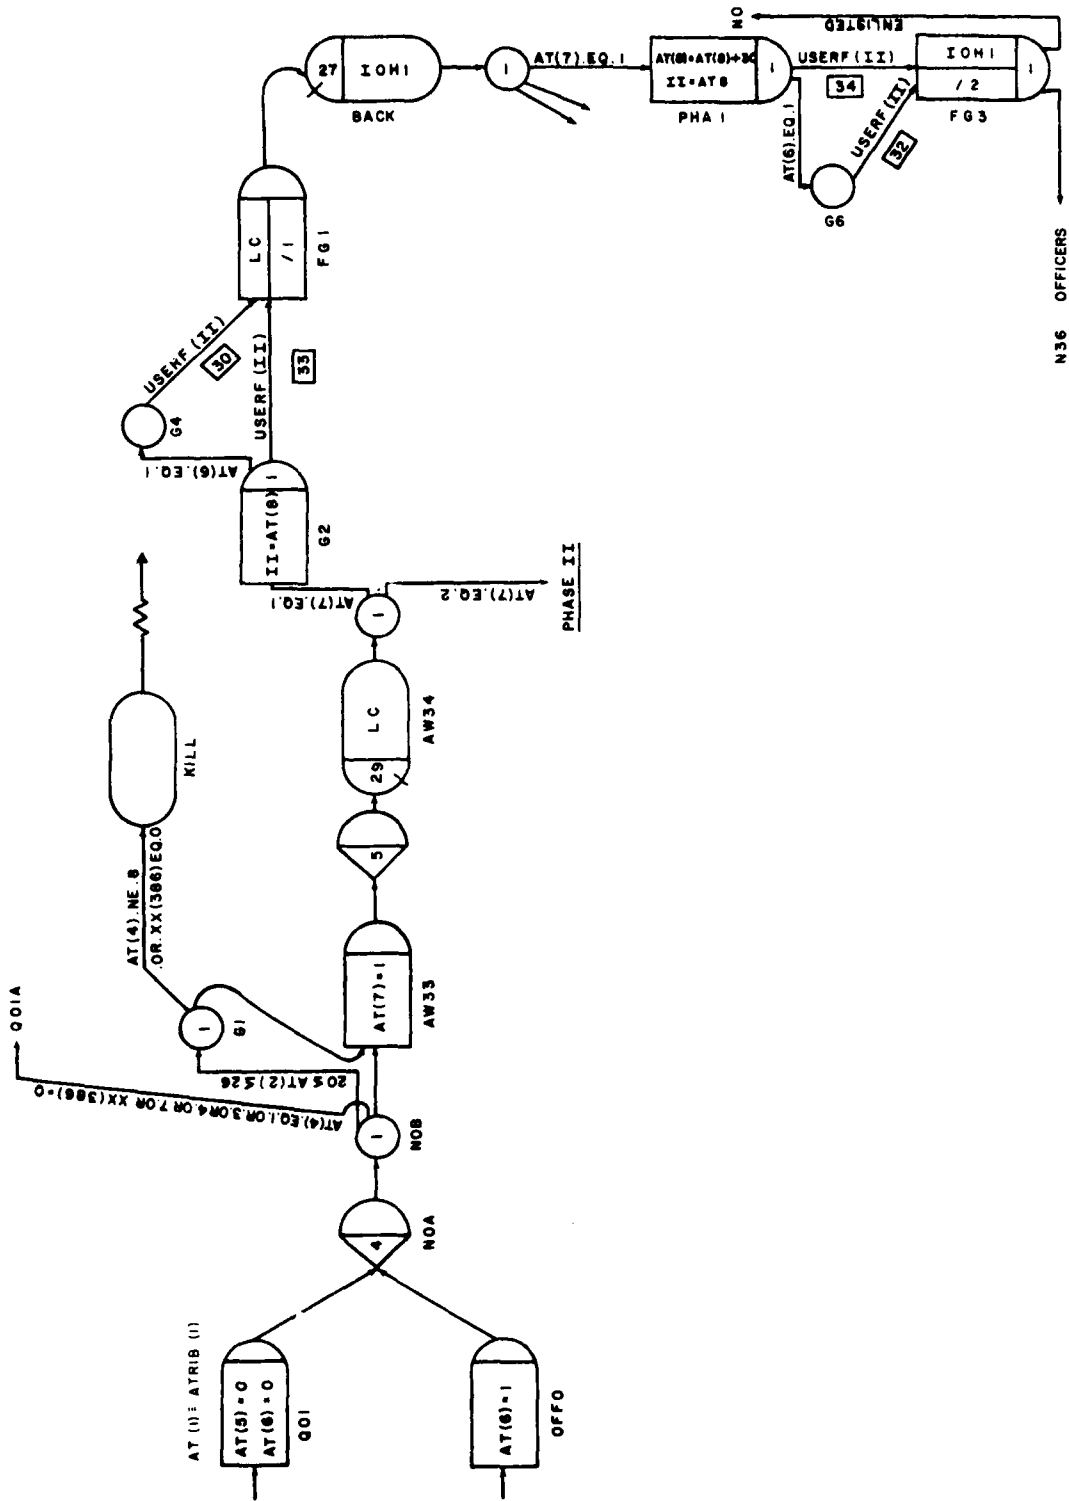 AT (1) = ATRIB (1)
AT(5) = 0
AT(6) = 0
Q01
AT(6) = 1
OFFO
4
NOA
1
NOB
AT(4).EQ.1.OR.3.OR.4.OR.7.OR XX(386)=0
Q01A
20≤AT(2)≤26
1
G1
AT(4).NE.8
.OR.XX(386)EQ.0
KILL
AT(7) = 1
AW33
5
29
LC
AW34
1
AT(7).EQ.2
PHASE II
AT(7).EQ.1
II=AT(8)
1
G2
AT(6).EQ.1
G4
USERF (II)
30
USERF (II)
33
LC
/ 1
FG1
27
IOH1
BACK
1
AT(7).EQ.1
AT(8)=AT(8)+30
II=AT8
1
PHA 1
USERF (II)
34
AT(6).EQ.1
G6
USERF (II)
32
IOH1
/ 2
1
FG3
ENLISTED
NO
N36 OFFICERS